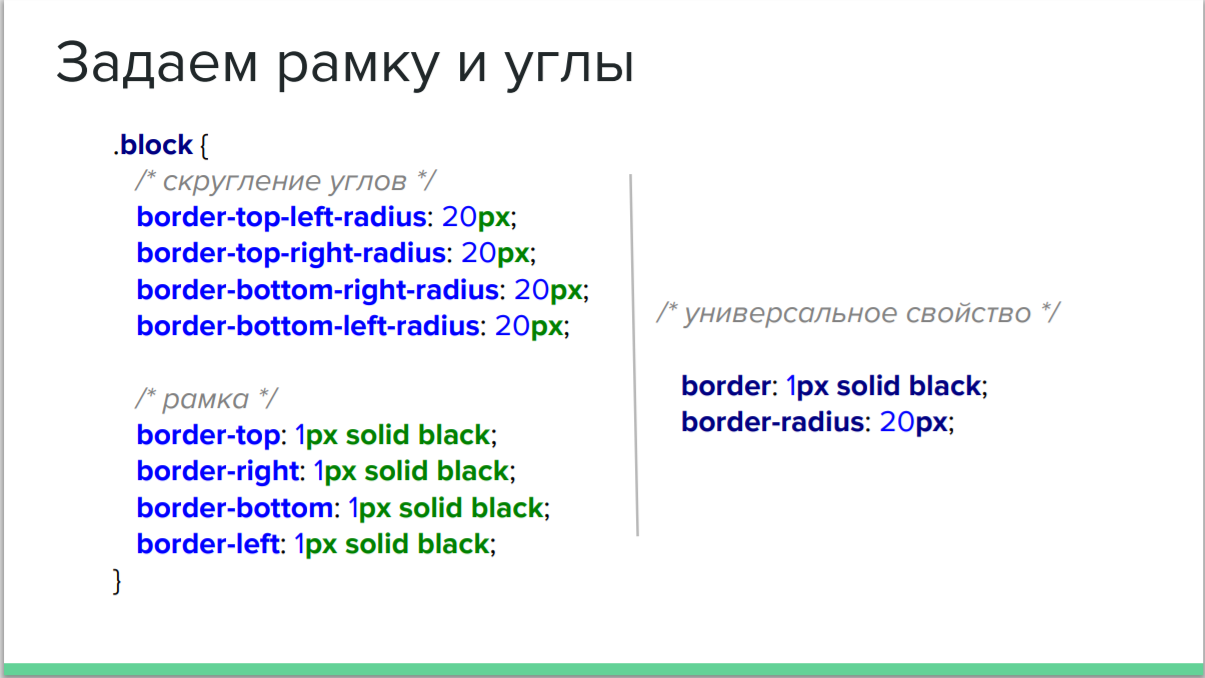 Задаем рамку и углы
.block {
/* скругление углов */
border-top-left-radius: 20px;
border-top-right-radius: 20px;
border-bottom-right-radius: 20px;
border-bottom-left-radius: 20px;
/* рамка */
border-top: 1px solid black;
border-right: 1px solid black;
border-bottom: 1px solid black;
border-left: 1px solid black;
}
/* универсальное свойство */
border: 1px solid black;
border-radius: 20px;